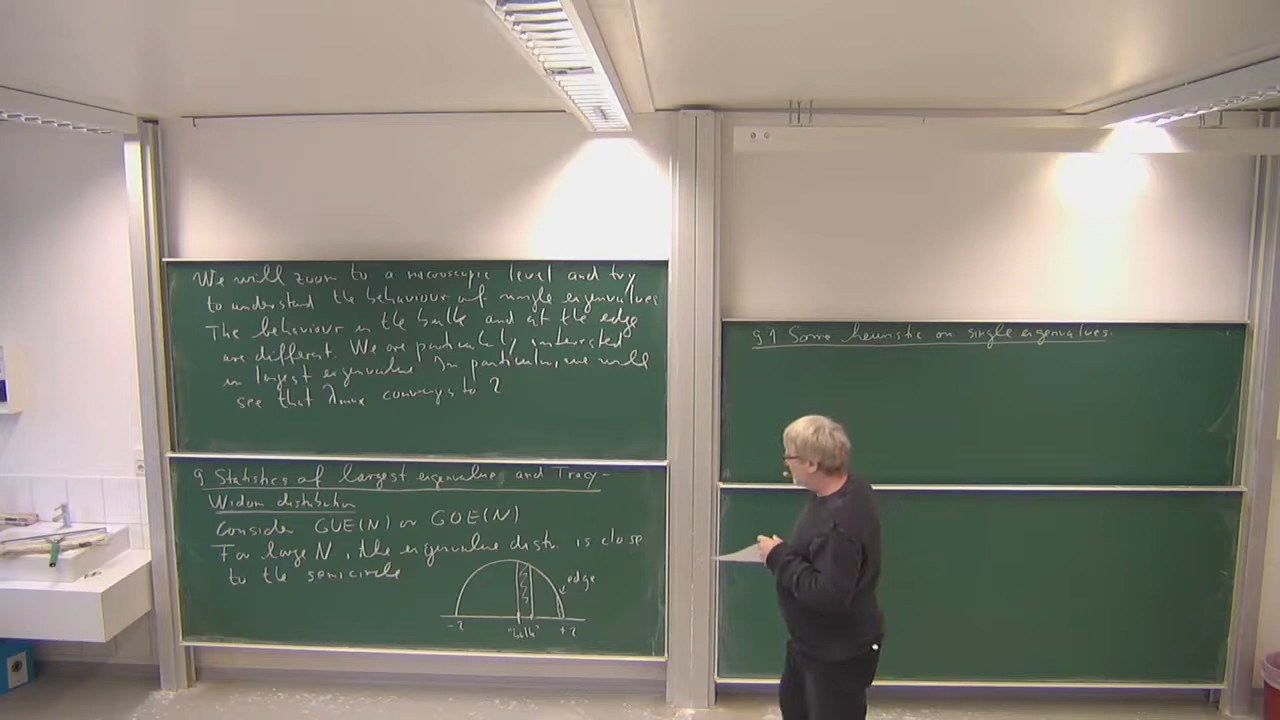 We will zoom to a microscopic level and try
to understand the behaviour of single eigenvalues
The behaviour in the bulk and at the edge
are different. We are particularly interested
in largest eigenvalue In particular, we will
see that λmax converges to 2
9 Statistics of largest eigenvalue and Tracy-
Widom distribution
Consider GUE(N) or GOE(N)
For large N, the eigenvalue distr. is close
to the semicircle
edge
-2 "bulk" +2
9.1 Some heuristic on single eigenvalues.